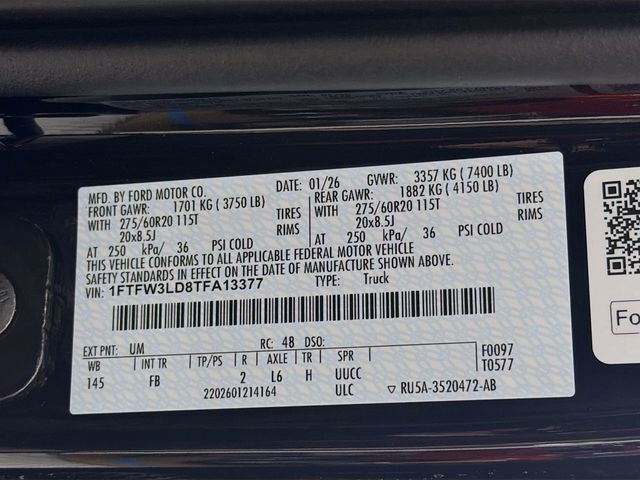 MFD. BY FORD MOTOR CO.
DATE: 01/26 GVWR: 3357 KG ( 7400 LB)
FRONT GAWR: 1701 KG ( 3750 LB)
REAR GAWR: 1882 KG ( 4150 LB)
WITH 275/60R20 115T TIRES
WITH 275/60R20 115T TIRES
20x8.5J RIMS
20x8.5J RIMS
AT 250 kPa/ 36 PSI COLD
AT 250 kPa/ 36 PSI COLD
THIS VEHICLE CONFORMS TO ALL APPLICABLE FEDERAL MOTOR VEHICLE
SAFETY STANDARDS IN EFFECT ON THE DATE OF MANUFACTURE SHOWN ABOVE.
VIN: 1FTFW3LD8TFA13377 TYPE: Truck
EXT PNT: UM RC: 48 DSO:
WB INT TR TP/PS R AXLE TR SPR F0097
145 FB 2 L6 H UUCC T0577
2202601214164 ULC ▽ RU5A-3520472-AB
Fo